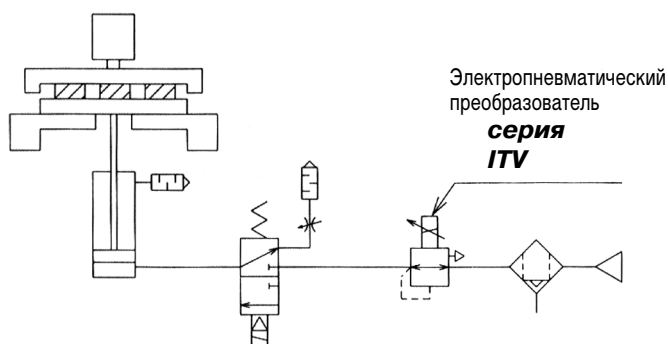 Электропневматический
преобразователь
серия
ITV